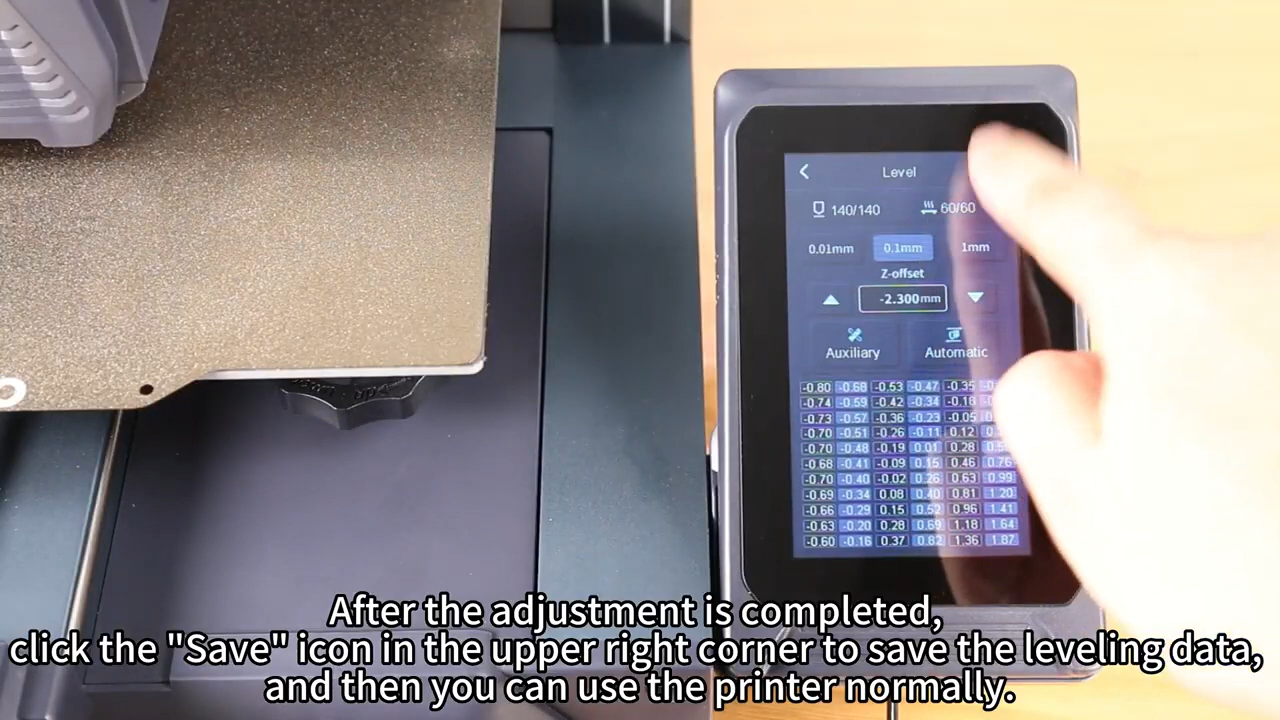 Level
140/140 60/60
0.01mm 0.1mm 1mm
Z-offset
-2.300mm
Auxiliary Automatic
-0.80 -0.68 -0.53 -0.47 -0.35
-0.74 -0.59 -0.42 -0.34 -0.18
-0.73 -0.57 -0.36 -0.23 -0.05
-0.70 -0.51 -0.26 -0.11 0.12
-0.70 -0.48 -0.19 0.01 0.28
-0.68 -0.41 -0.09 0.15 0.46 0.76
-0.70 -0.40 -0.02 0.26 0.63 0.99
-0.69 -0.34 0.08 0.40 0.81 1.20
-0.66 -0.29 0.15 0.52 0.96 1.41
-0.63 -0.20 0.28 0.69 1.18 1.64
-0.60 -0.16 0.37 0.82 1.36 1.87
After the adjustment is completed,
click the "Save" icon in the upper right corner to save the leveling data,
and then you can use the printer normally.